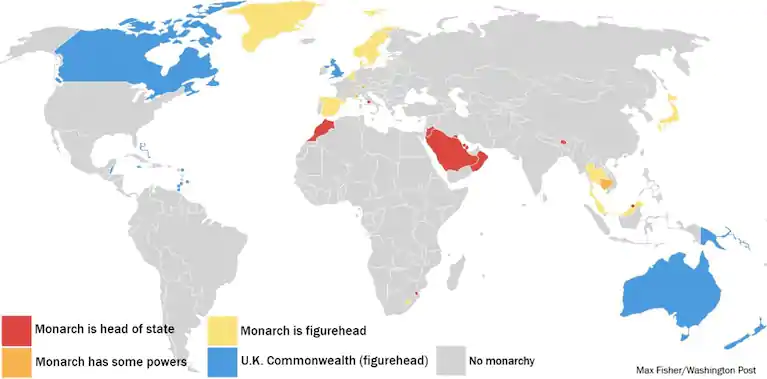 Monarch is head of state
Monarch is figurehead
Monarch has some powers
U.K. Commonwealth (figurehead)
No monarchy
Max Fisher/Washington Post